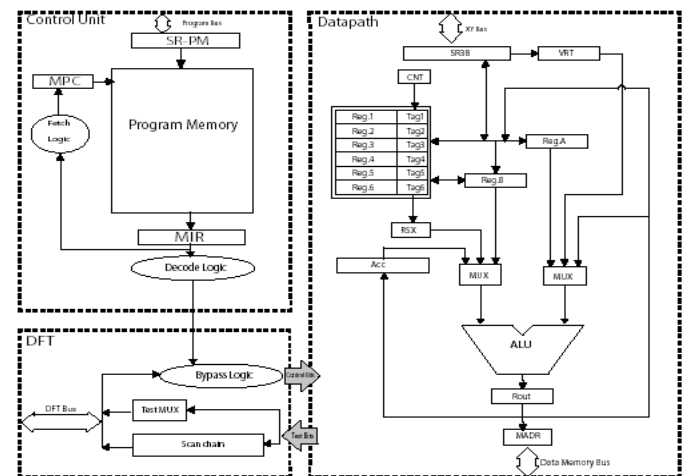 Control Unit
Program Bus
SR-PM
MPC
Fetch
Logic
Program Memory
MIR
Decode Logic
DFT
Bypass Logic
DFT Bus
Test MUX
Scan chain
Control Bits
Test Bits
Datapath
XY Bus
SR3B
VRT
CNT
Reg.1 Tag1
Reg.2 Tag2
Reg.3 Tag3
Reg.4 Tag4
Reg.5 Tag5
Reg.6 Tag6
Reg.A
Reg.B
RSX
Acc
MUX
MUX
ALU
Rout
MADR
Data Memory Bus